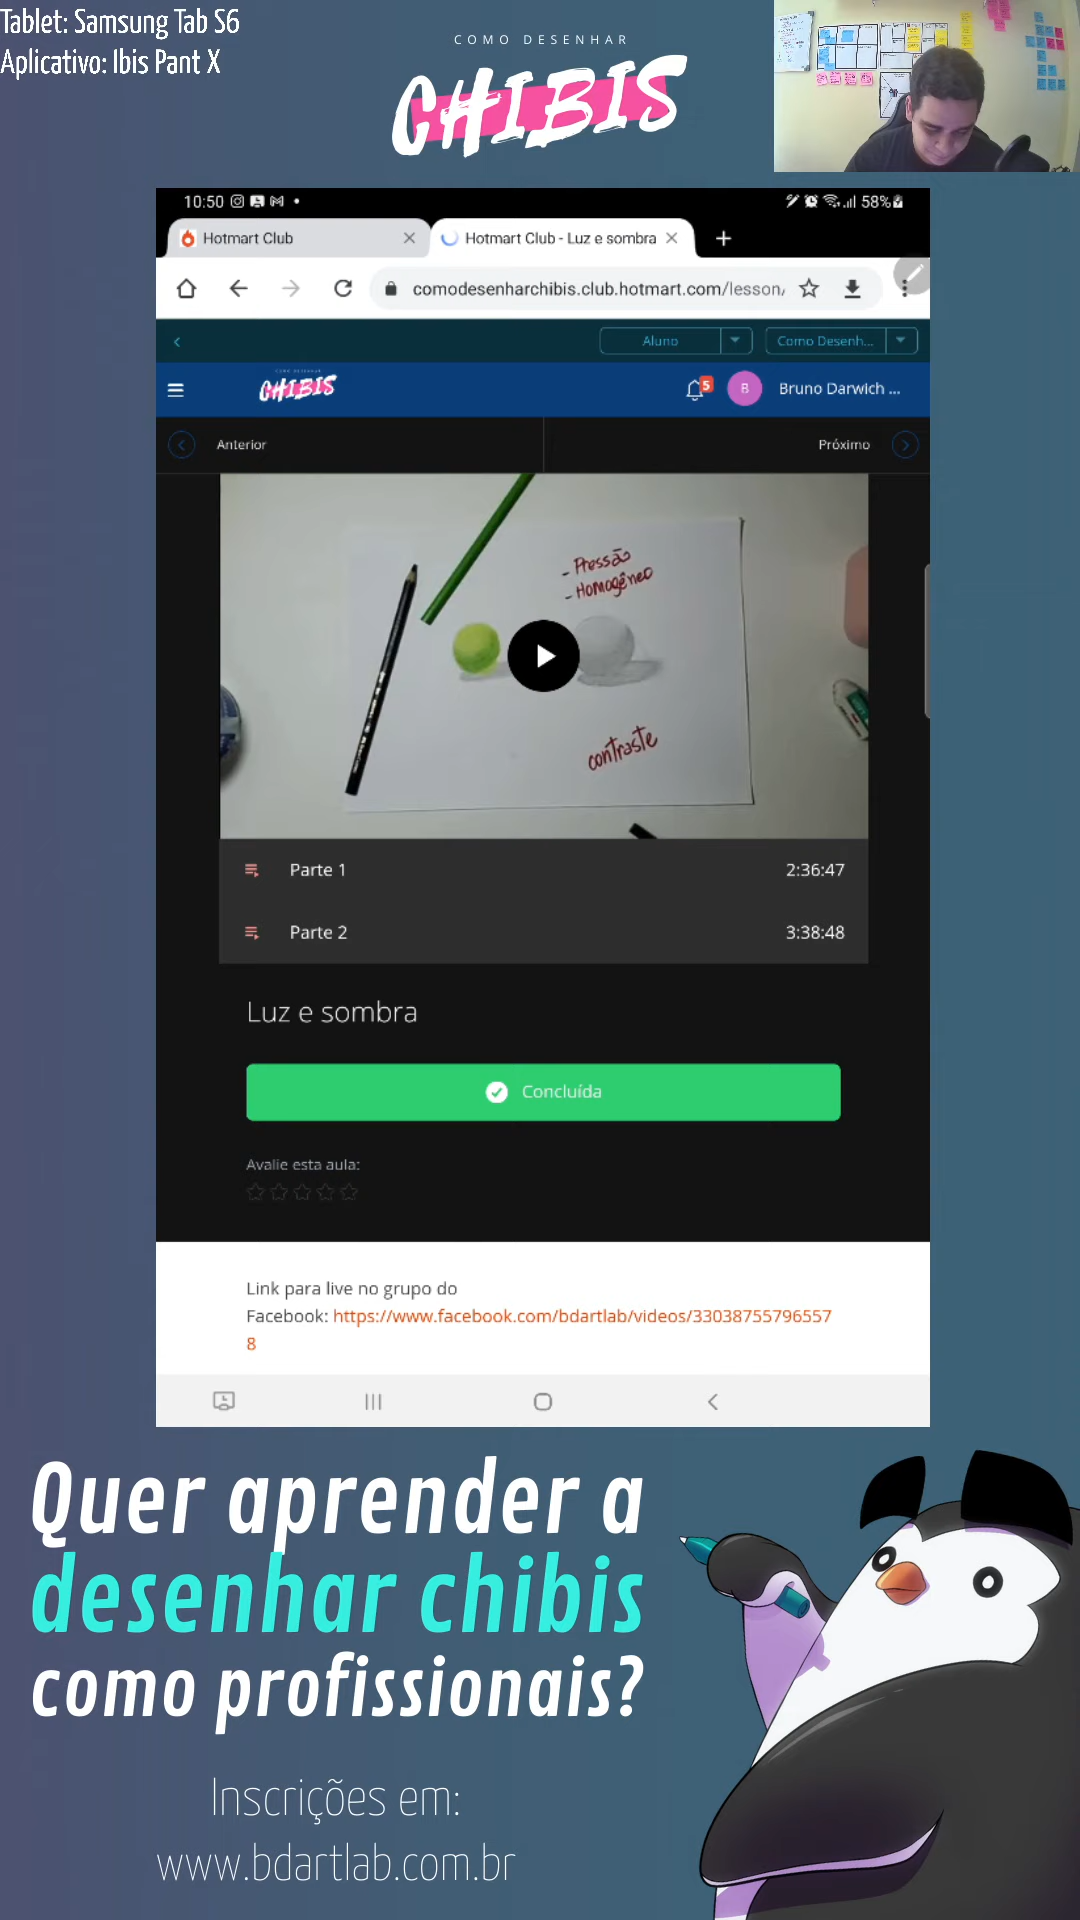 Tablet: Samsung Tab S6
Aplicativo: Ibis Pant X
COMO DESENHAR
CHIBIS
10:50
58%
Hotmart Club
Hotmart Club - Luz e sombra
comodesenharchibis.club.hotmart.com/lesson/
Aluno
Como Desenh...
COMO DESENHAR
CHIBIS
5
B
Bruno Darwich ...
Anterior
Próximo
- Pressão
- Homogêneo
contraste
Parte 1
2:36:47
Parte 2
3:38:48
Luz e sombra
Concluída
Avalie esta aula:
Link para live no grupo do
Facebook: https://www.facebook.com/bdartlab/videos/33038755796557
8
Quer aprender a
desenhar chibis
como profissionais?
Inscrições em:
www.bdartlab.com.br